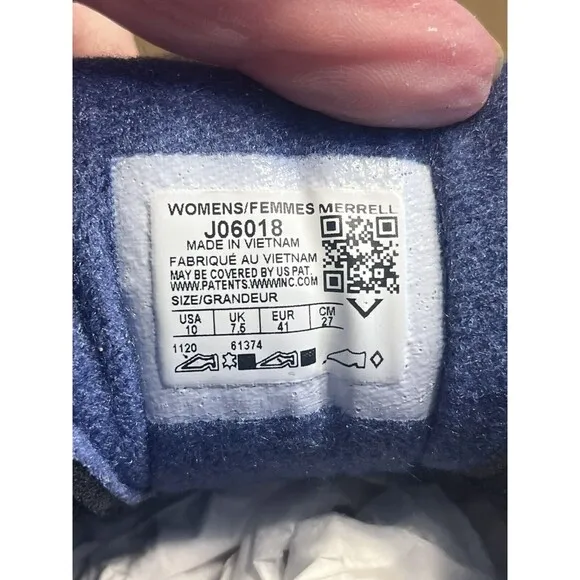 WOMENS/FEMMES MERRELL
J06018
MADE IN VIETNAM
FABRIQUÉ AU VIETNAM
MAY BE COVERED BY US PAT.
WWW.PATENTS.WWWINC.COM
SIZE/GRANDEUR
USA UK EUR CM
10 7.5 41 27
1120 61374